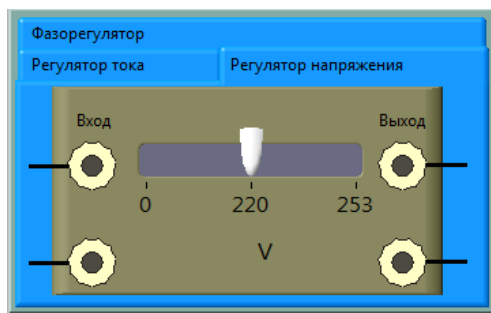 Фазорегулятор
Регулятор тока Регулятор напряжения
Вход Выход
0 220 253
V